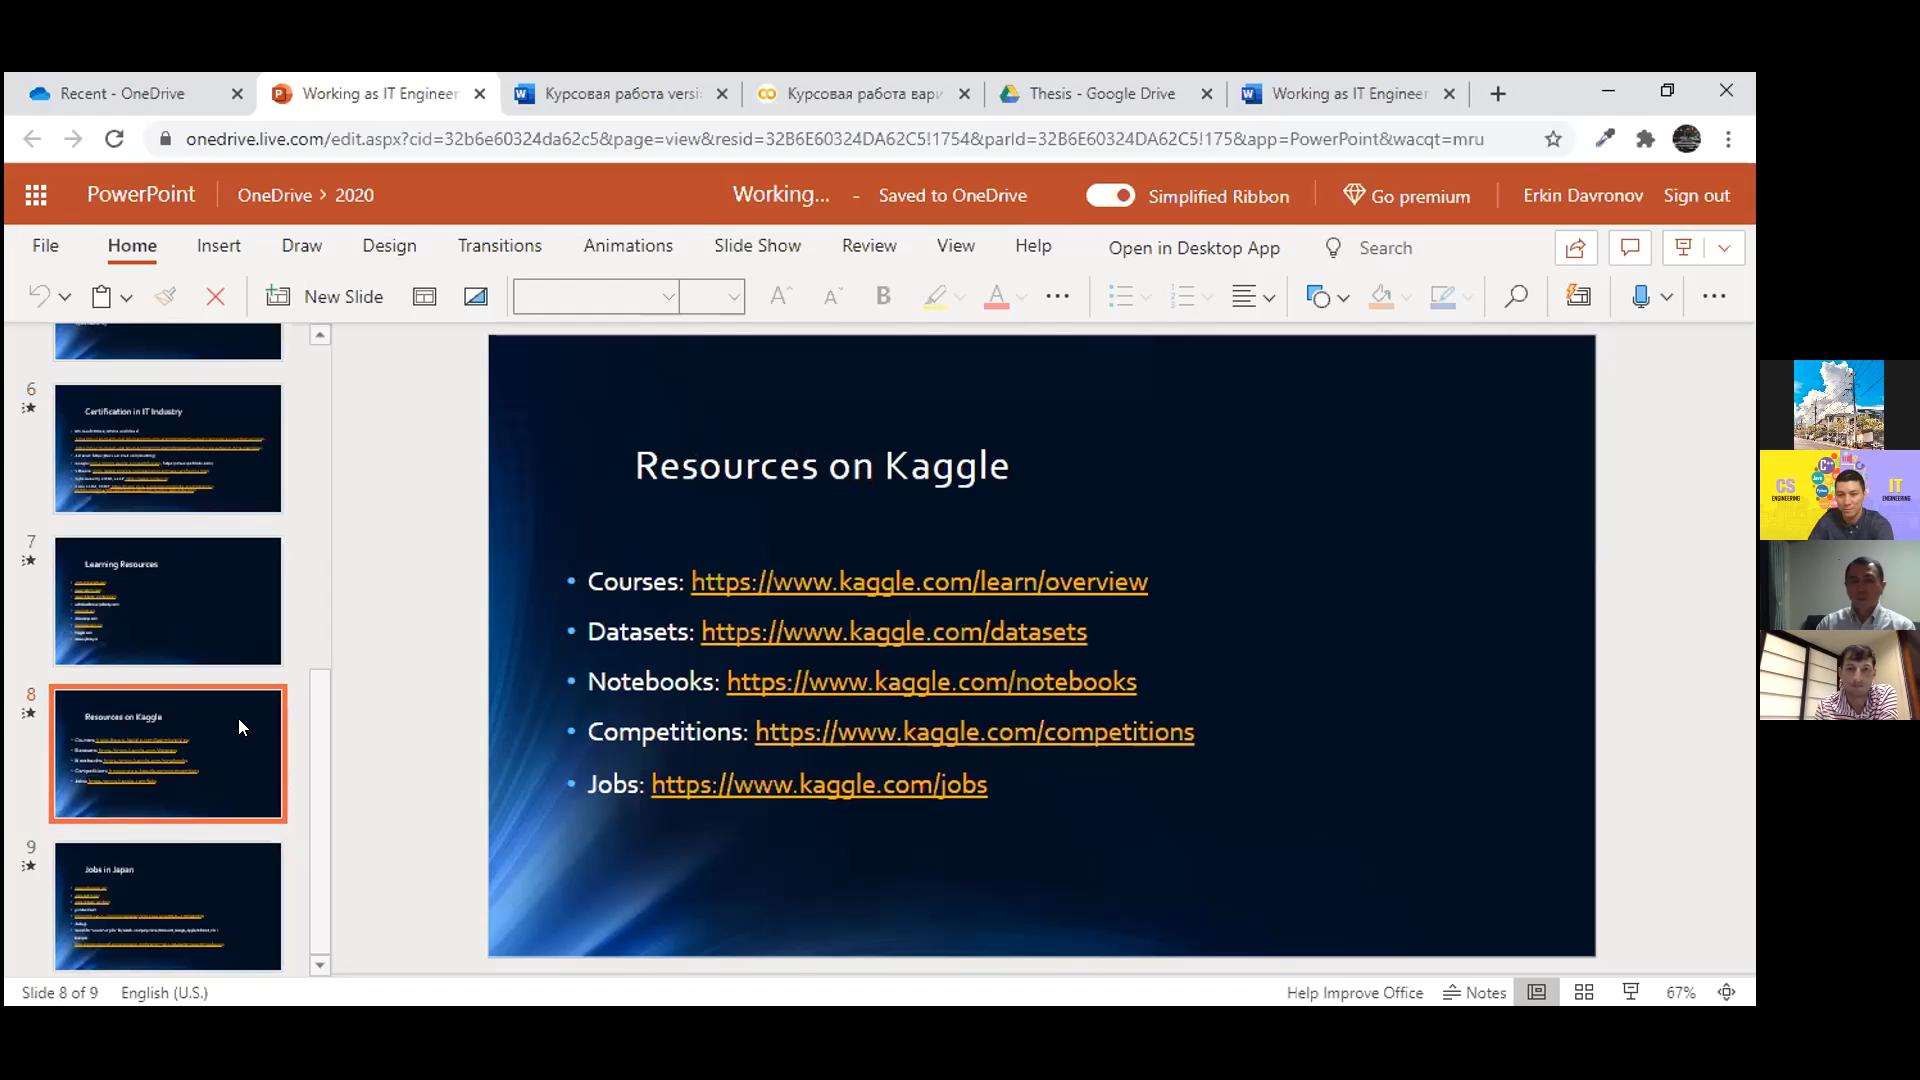 Recent - OneDrive
Working as IT Engineer
Курсовая работа versi
Курсовая работа вари
Thesis - Google Drive
Working as IT Engineer
onedrive.live.com/edit.aspx?cid=32b6e60324da62c5&page=view&resid=32B6E60324DA62C5!1754&parId=32B6E60324DA62C5!175&app=PowerPoint&wacqt=mru
PowerPoint
OneDrive > 2020
Working... - Saved to OneDrive
Simplified Ribbon
Go premium
Erkin Davronov
Sign out
File
Home
Insert
Draw
Design
Transitions
Animations
Slide Show
Review
View
Help
Open in Desktop App
Search
New Slide
6
Certification in IT Industry
7
Learning Resources
8
Resources on Kaggle
9
Jobs in Japan
Resources on Kaggle
• Courses: https://www.kaggle.com/learn/overview
• Datasets: https://www.kaggle.com/datasets
• Notebooks: https://www.kaggle.com/notebooks
• Competitions: https://www.kaggle.com/competitions
• Jobs: https://www.kaggle.com/jobs
CS
ENGINEERING
C++
Java
IT
ENGINEERING
Slide 8 of 9
English (U.S.)
Help Improve Office
Notes
67%